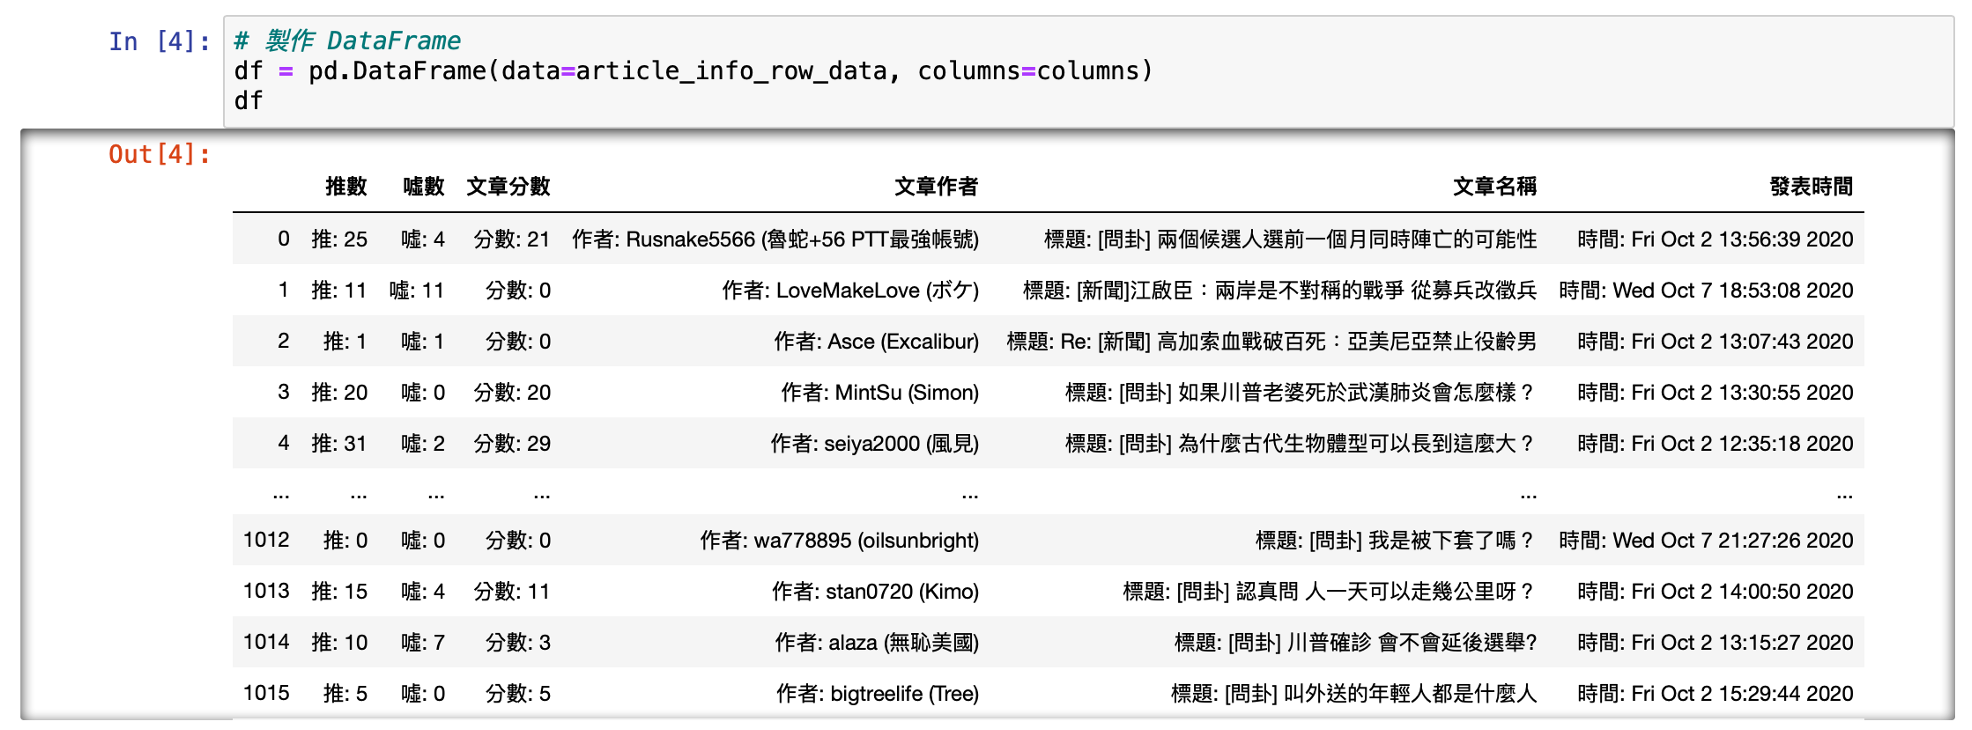 In [4]: # 製作 DataFrame
df = pd.DataFrame(data=article_info_row_data, columns=columns)
df
Out[4]:
推數 噓數 文章分數 文章作者 文章名稱 發表時間
0 推: 25 噓: 4 分數: 21 作者: Rusnake5566 (魯蛇+56 PTT最強帳號) 標題: [問卦] 兩個候選人選前一個月同時陣亡的可能性 時間: Fri Oct 2 13:56:39 2020
1 推: 11 噓: 11 分數: 0 作者: LoveMakeLove (ボケ) 標題: [新聞]江啟臣：兩岸是不對稱的戰爭 從募兵改徵兵 時間: Wed Oct 7 18:53:08 2020
2 推: 1 噓: 1 分數: 0 作者: Asce (Excalibur) 標題: Re: [新聞] 高加索血戰破百死：亞美尼亞禁止役齡男 時間: Fri Oct 2 13:07:43 2020
3 推: 20 噓: 0 分數: 20 作者: MintSu (Simon) 標題: [問卦] 如果川普老婆死於武漢肺炎會怎麼樣？ 時間: Fri Oct 2 13:30:55 2020
4 推: 31 噓: 2 分數: 29 作者: seiya2000 (風見) 標題: [問卦] 為什麼古代生物體型可以長到這麼大？ 時間: Fri Oct 2 12:35:18 2020
... ... ... ... ... ... ...
1012 推: 0 噓: 0 分數: 0 作者: wa778895 (oilsunbright) 標題: [問卦] 我是被下套了嗎？ 時間: Wed Oct 7 21:27:26 2020
1013 推: 15 噓: 4 分數: 11 作者: stan0720 (Kimo) 標題: [問卦] 認真問 人一天可以走幾公里呀？ 時間: Fri Oct 2 14:00:50 2020
1014 推: 10 噓: 7 分數: 3 作者: alaza (無恥美國) 標題: [問卦] 川普確診 會不會延後選舉? 時間: Fri Oct 2 13:15:27 2020
1015 推: 5 噓: 0 分數: 5 作者: bigtreelife (Tree) 標題: [問卦] 叫外送的年輕人都是什麼人 時間: Fri Oct 2 15:29:44 2020